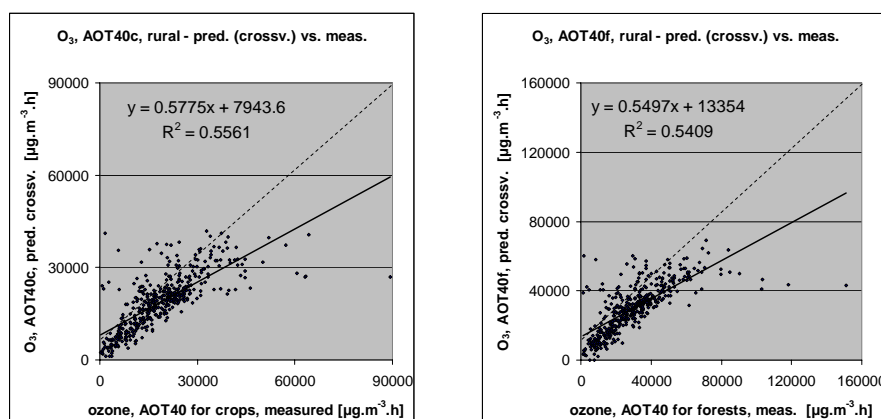 O₃, AOT40c, rural - pred. (crossv.) vs. meas.
90000
60000
30000
0
y = 0.5775x + 7943.6
R² = 0.5561
O₃, AOT40c, pred. crossv. [µg.m⁻³.h]
0 30000 60000 90000
ozone, AOT40 for crops, measured [µg.m⁻³.h]
O₃, AOT40f, rural - pred. (crossv.) vs. meas.
160000
120000
80000
40000
0
y = 0.5497x + 13354
R² = 0.5409
O₃, AOT40f, pred. crossv. [µg.m⁻³.h]
0 40000 80000 120000 160000
ozone, AOT40 for forests, meas. [µg.m⁻³.h]